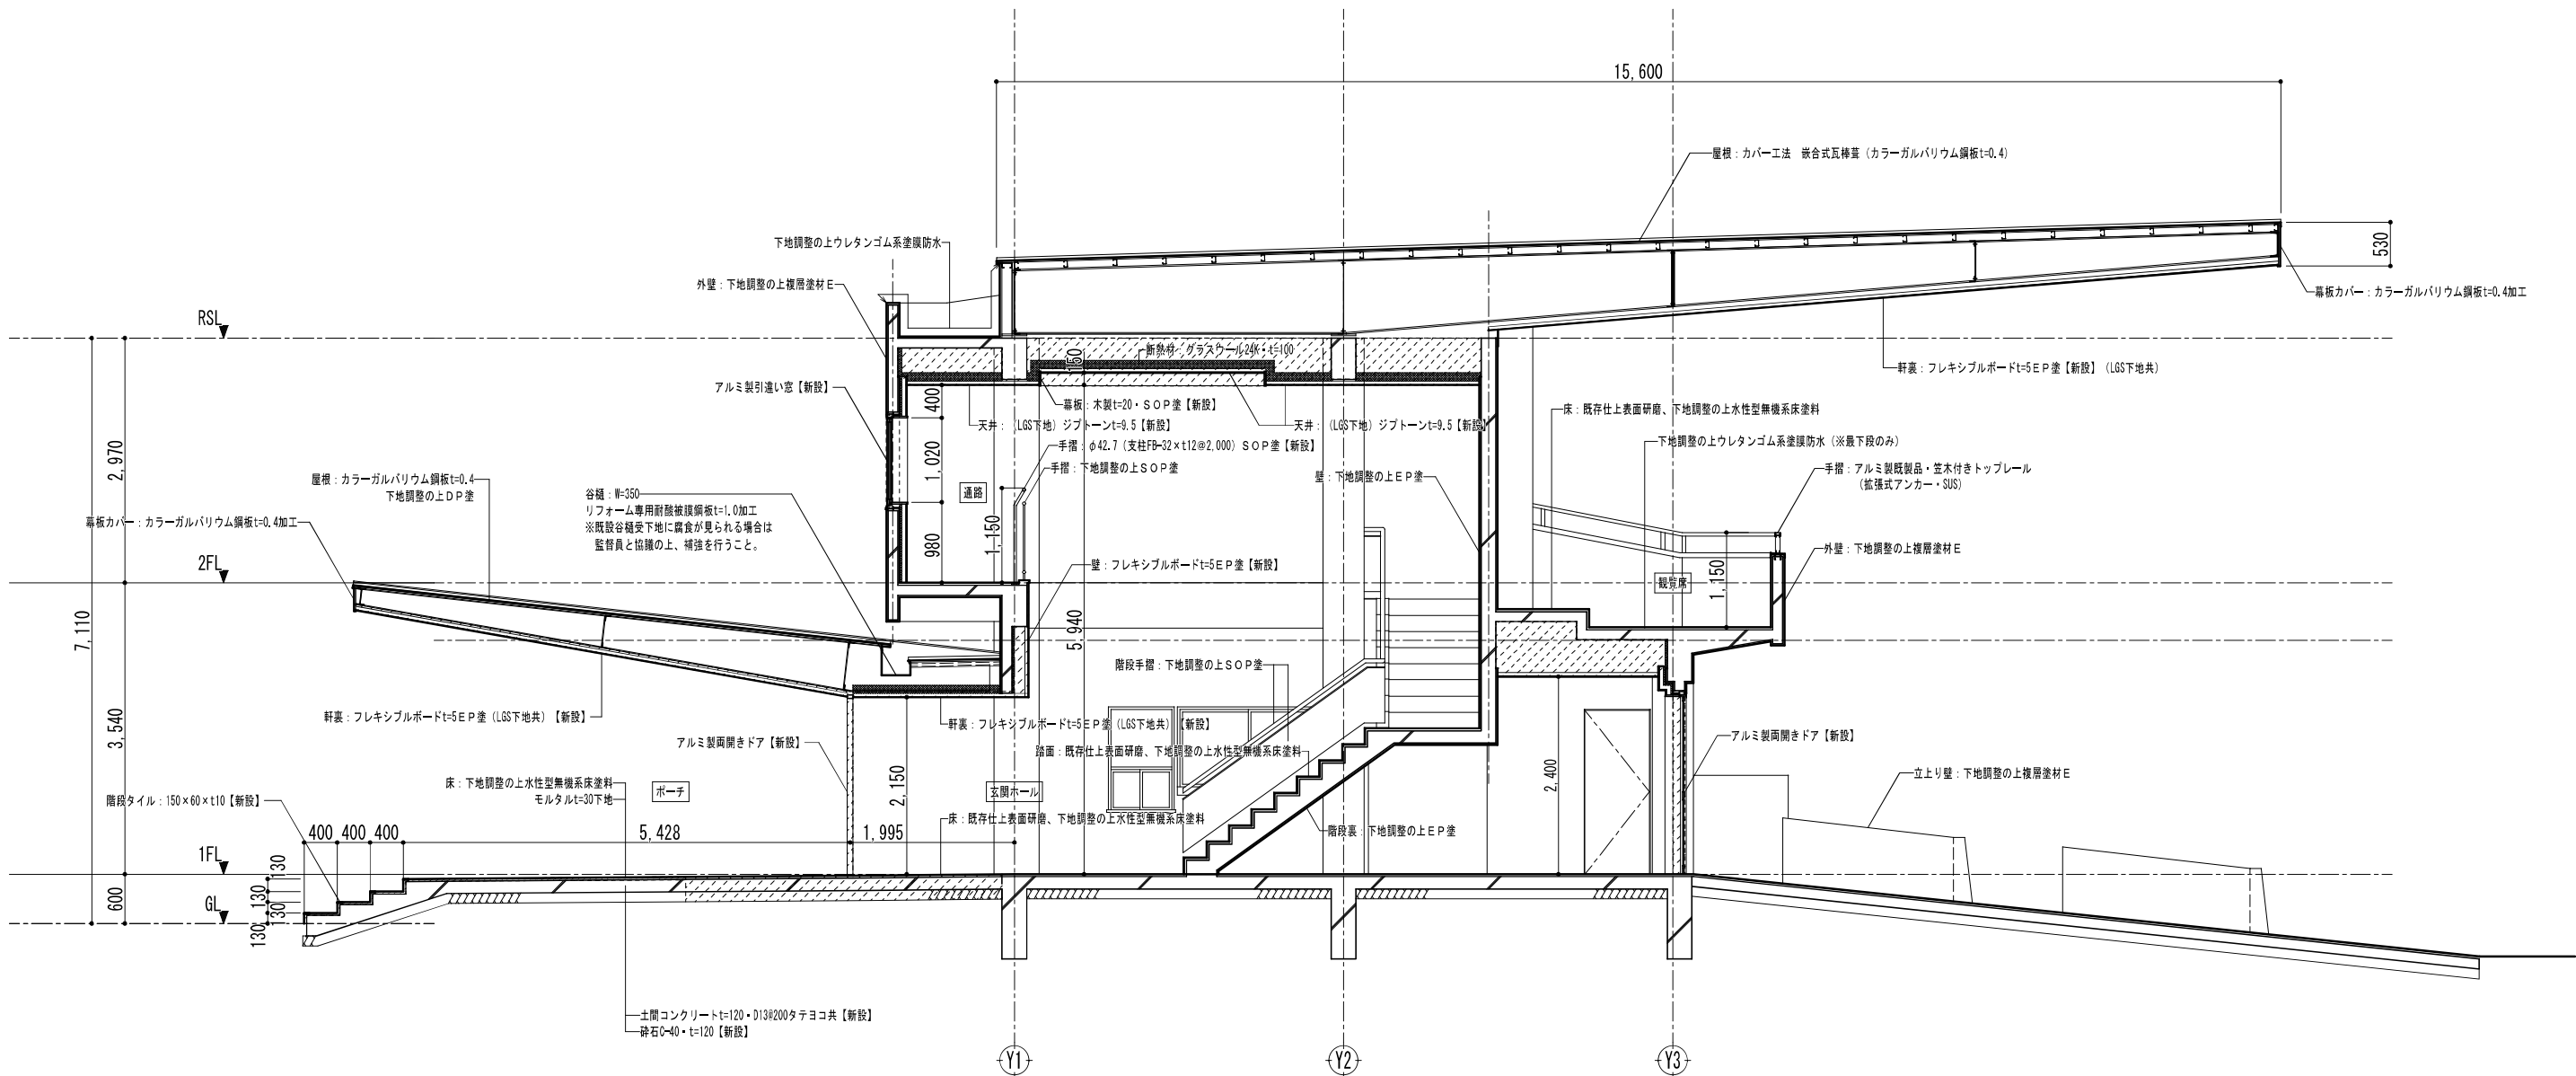 15,600
屋根：カバー工法　嵌合式瓦棒葺（カラーガルバリウム鋼板t=0.4）
下地調整の上ウレタンゴム系塗膜防水
530
外壁：下地調整の上複層塗材E
幕板カバー：カラーガルバリウム鋼板t=0.4加工
RSL
断熱材：グラスウール24K・t=100
150
軒裏：フレキシブルボードt=5EP塗【新設】（LGS下地共）
アルミ製引違い窓【新設】
400
幕板：木製t=20・SOP塗【新設】
床：既存仕上表面研磨、下地調整の上水性型無機系床塗料
天井：（LGS下地）ジプトーンt=9.5【新設】
天井：（LGS下地）ジプトーンt=9.5【新設】
手摺：φ42.7（支柱FB-32×t12@2,000）SOP塗【新設】
下地調整の上ウレタンゴム系塗膜防水（※最下段のみ）
2,970
1,020
手摺：下地調整の上SOP塗
壁：下地調整の上EP塗
手摺：アルミ製既製品・笠木付きトップレール
（拡張式アンカー・SUS）
屋根：カラーガルバリウム鋼板t=0.4
下地調整の上DP塗
谷樋：W=350
リフォーム専用耐酸被膜鋼板t=1.0加工
※既設谷樋受下地に腐食が見られる場合は
監督員と協議の上、補強を行うこと。
通路
幕板カバー：カラーガルバリウム鋼板t=0.4加工
980
1,150
外壁：下地調整の上複層塗材E
2FL
壁：フレキシブルボードt=5EP塗【新設】
観覧席
1,150
7,110
5,940
階段手摺：下地調整の上SOP塗
3,540
軒裏：フレキシブルボードt=5EP塗（LGS下地共）【新設】
軒裏：フレキシブルボードt=5EP塗（LGS下地共）【新設】
アルミ製両開きドア【新設】
踏面：既存仕上表面研磨、下地調整の上水性型無機系床塗料
アルミ製両開きドア【新設】
2,150
2,400
立上り壁：下地調整の上複層塗材E
床：下地調整の上水性型無機系床塗料
モルタルt=30下地
ポーチ
玄関ホール
階段タイル：150×60×t10【新設】
床：既存仕上表面研磨、下地調整の上水性型無機系床塗料
階段裏：下地調整の上EP塗
400 400 400
5,428
1,995
1FL
130
130
130
130
600
GL
土間コンクリートt=120・D13@200タテヨコ共【新設】
砕石C-40・t=120【新設】
Y1
Y2
Y3